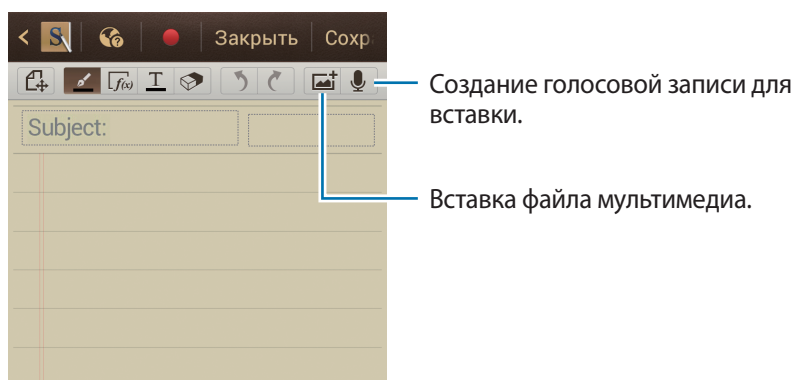 S Закрыть Сохр
f(x) T
Subject:
Создание голосовой записи для
вставки.
Вставка файла мультимедиа.